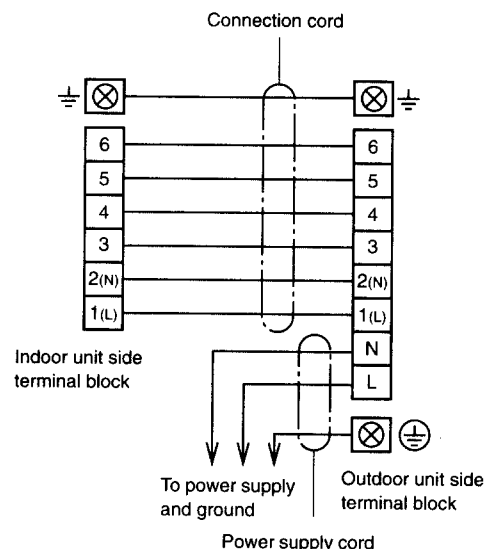 Connection cord
6 6
5 5
4 4
3 3
2(N) 2(N)
1(L) 1(L)
N
L
Indoor unit side
terminal block
To power supply
and ground
Outdoor unit side
terminal block
Power supply cord